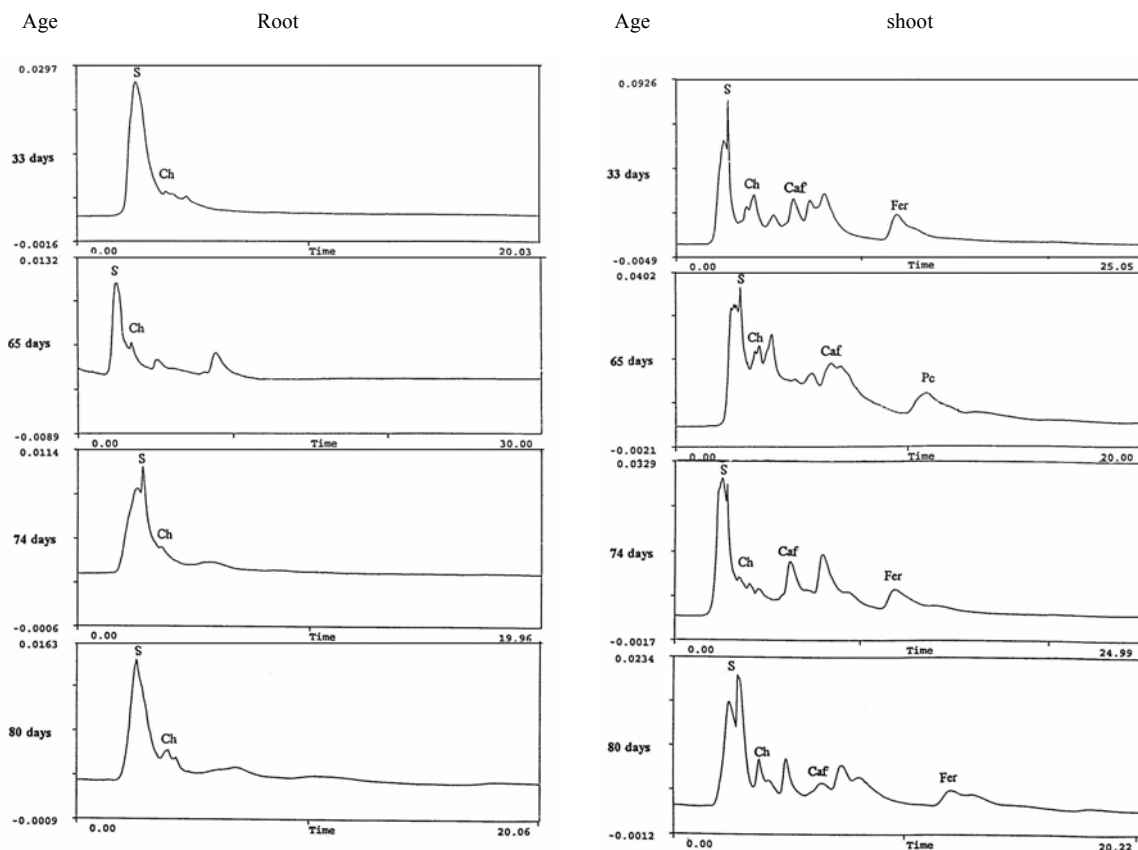 Age Root
0.0297
S
33 days
Ch
-0.0016
0.00 Time 20.03
0.0132
S
Ch
65 days
-0.0089
0.00 Time 30.00
0.0114
S
Ch
74 days
-0.0006
0.00 Time 19.96
0.0163
S
80 days
Ch
-0.0009
0.00 Time 20.06
Age shoot
0.0926
S
33 days
Ch Caf Fer
-0.0049
0.00 Time 25.05
0.0402
S
Ch Caf
65 days
Pc
-0.0021
0.00 Time 20.00
0.0329
S
74 days
Ch Caf Fer
-0.0017
0.00 Time 24.99
0.0234
S
80 days
Ch
Caf Fer
-0.0012
0.00 Time 20.22